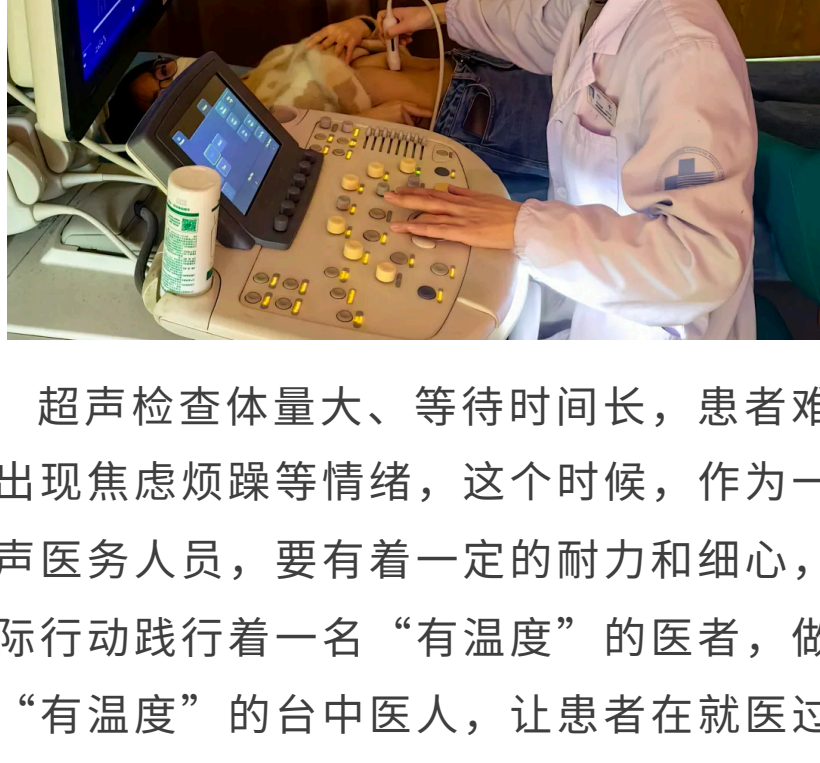 超声检查体量大、等待时间长，患者难
出现焦虑烦躁等情绪，这个时候，作为一
声医务人员，要有着一定的耐力和细心，
际行动践行着一名“有温度”的医者，做
“有温度”的台中医人，让患者在就医过